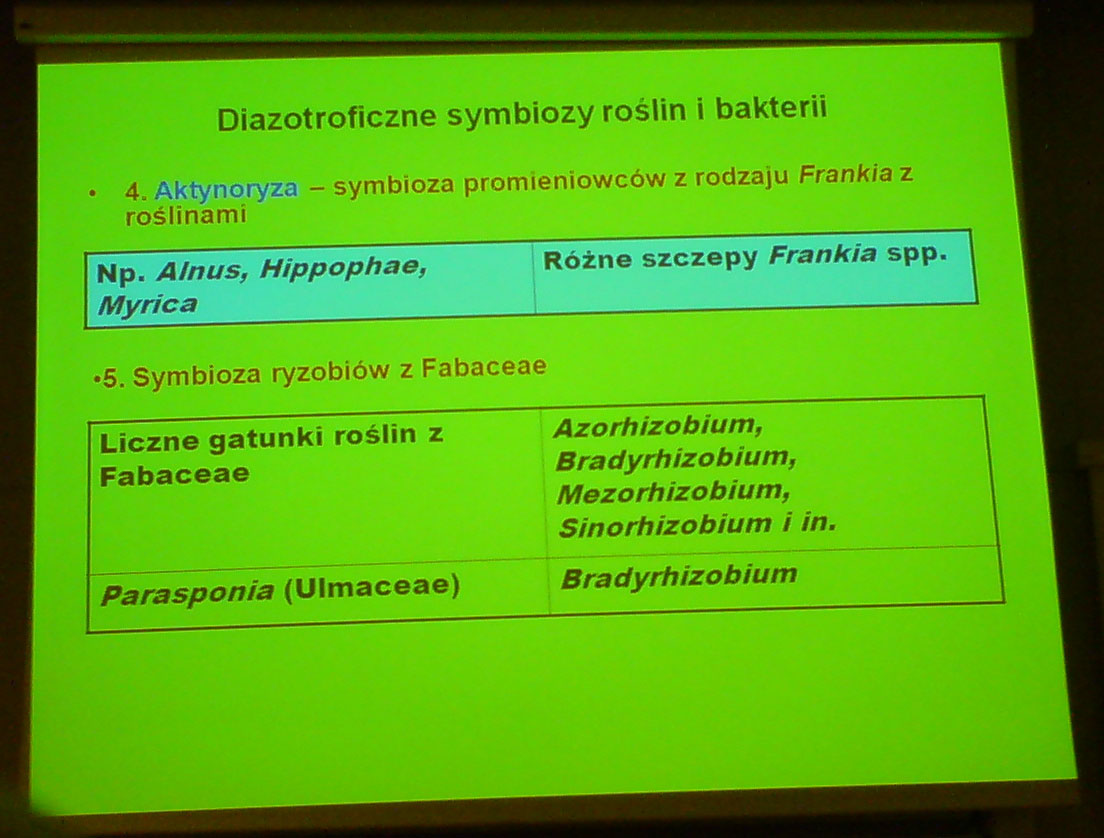 Diazotroficzne symbiozy roślin i bakterii
• 4. Aktynoryza – symbioza promieniowców z rodzaju Frankia z
roślinami
Np. Alnus, Hippophae,
Myrica
Różne szczepy Frankia spp.
•5. Symbioza ryzobiów z Fabaceae
Liczne gatunki roślin z
Fabaceae
Azorhizobium,
Bradyrhizobium,
Mezorhizobium,
Sinorhizobium i in.
Parasponia (Ulmaceae)
Bradyrhizobium